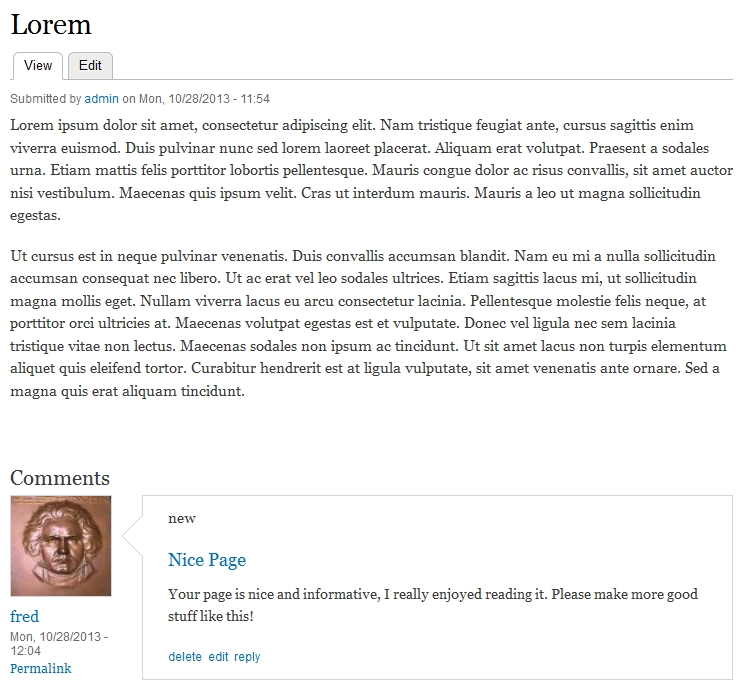 Lorem
View Edit
Submitted by admin on Mon, 10/28/2013 - 11:54
Lorem ipsum dolor sit amet, consectetur adipiscing elit. Nam tristique feugiat ante, cursus sagittis enim
viverra euismod. Duis pulvinar nunc sed lorem laoreet placerat. Aliquam erat volutpat. Praesent a sodales
urna. Etiam mattis felis porttitor lobortis pellentesque. Mauris congue dolor ac risus convallis, sit amet auctor
nisi vestibulum. Maecenas quis ipsum velit. Cras ut interdum mauris. Mauris a leo ut magna sollicitudin
egestas.
Ut cursus est in neque pulvinar venenatis. Duis convallis accumsan blandit. Nam eu mi a nulla sollicitudin
accumsan consequat nec libero. Ut ac erat vel leo sodales ultrices. Etiam sagittis lacus mi, ut sollicitudin
magna mollis eget. Nullam viverra lacus eu arcu consectetur lacinia. Pellentesque molestie felis neque, at
porttitor orci ultricies at. Maecenas volutpat egestas est et vulputate. Donec vel ligula nec sem lacinia
tristique vitae non lectus. Maecenas sodales non ipsum ac tincidunt. Ut sit amet lacus non turpis elementum
aliquet quis eleifend tortor. Curabitur hendrerit est at ligula vulputate, sit amet venenatis ante ornare. Sed a
magna quis erat aliquam tincidunt.
Comments
fred
Mon, 10/28/2013 -
12:04
Permalink
new
Nice Page
Your page is nice and informative, I really enjoyed reading it. Please make more good
stuff like this!
delete edit reply